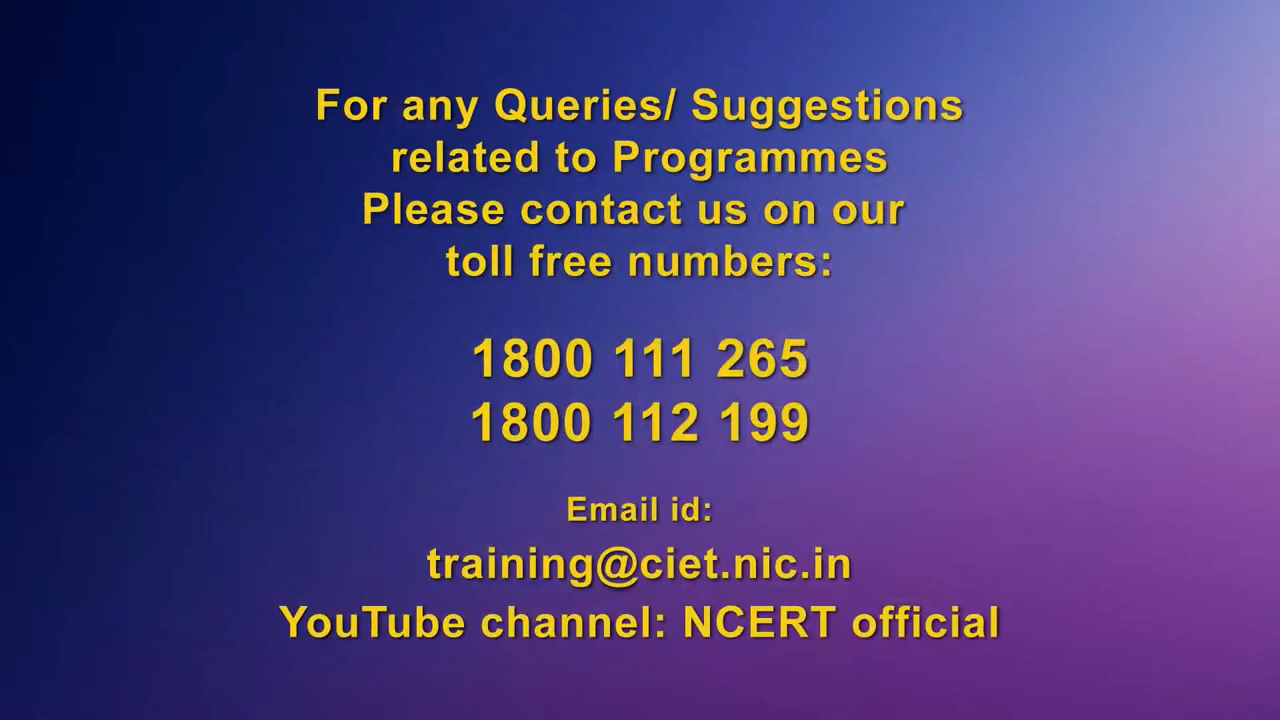 For any Queries/ Suggestions
related to Programmes
Please contact us on our
toll free numbers:
1800 111 265
1800 112 199
Email id:
training@ciet.nic.in
YouTube channel: NCERT official